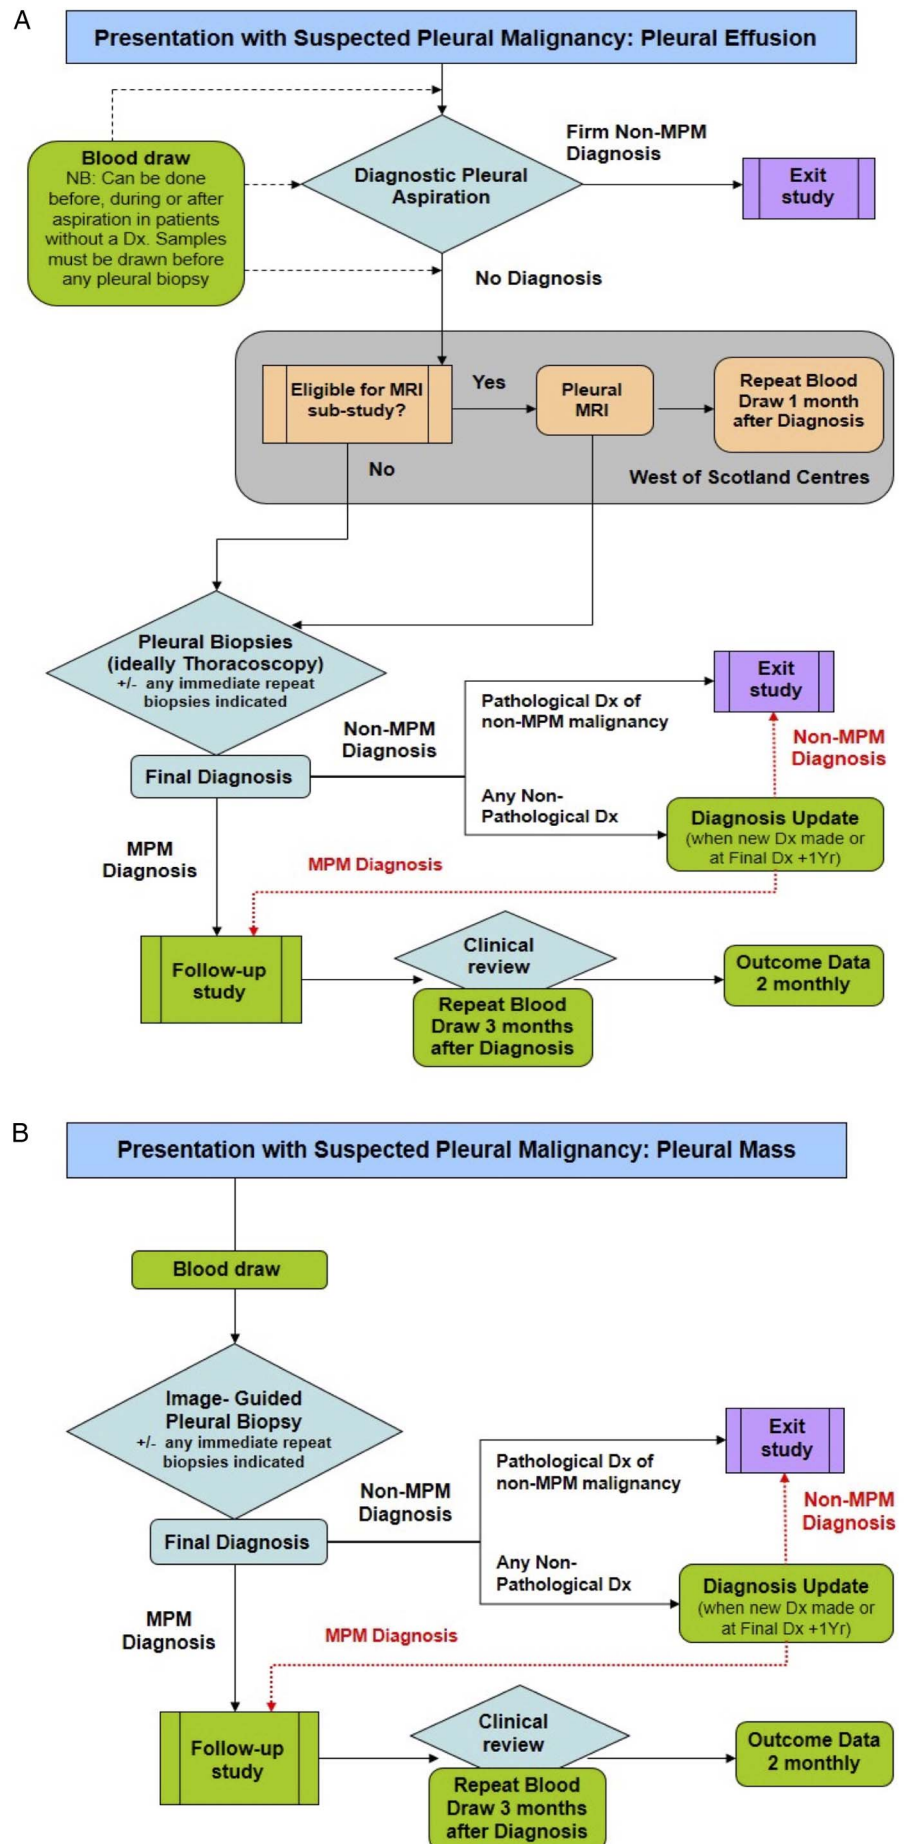 A
Presentation with Suspected Pleural Malignancy: Pleural Effusion
Blood draw
NB: Can be done
before, during or after
aspiration in patients
without a Dx. Samples
must be drawn before
any pleural biopsy
Diagnostic Pleural
Aspiration
Firm Non-MPM
Diagnosis
Exit
study
No Diagnosis
Eligible for MRI
sub-study?
Yes
Pleural
MRI
Repeat Blood
Draw 1 month
after Diagnosis
No
West of Scotland Centres
Pleural Biopsies
(ideally Thoracoscopy)
+/- any immediate repeat
biopsies indicated
Final Diagnosis
Non-MPM
Diagnosis
Pathological Dx of
non-MPM malignancy
Exit
study
Non-MPM
Diagnosis
Any Non-
Pathological Dx
Diagnosis Update
(when new Dx made or
at Final Dx +1Yr)
MPM
Diagnosis
MPM Diagnosis
Follow-up
study
Clinical
review
Repeat Blood
Draw 3 months
after Diagnosis
Outcome Data
2 monthly
B
Presentation with Suspected Pleural Malignancy: Pleural Mass
Blood draw
Image- Guided
Pleural Biopsy
+/- any immediate repeat
biopsies indicated
Final Diagnosis
Non-MPM
Diagnosis
Pathological Dx of
non-MPM malignancy
Exit
study
Non-MPM
Diagnosis
Any Non-
Pathological Dx
Diagnosis Update
(when new Dx made or
at Final Dx +1Yr)
MPM
Diagnosis
MPM Diagnosis
Follow-up
study
Clinical
review
Repeat Blood
Draw 3 months
after Diagnosis
Outcome Data
2 monthly